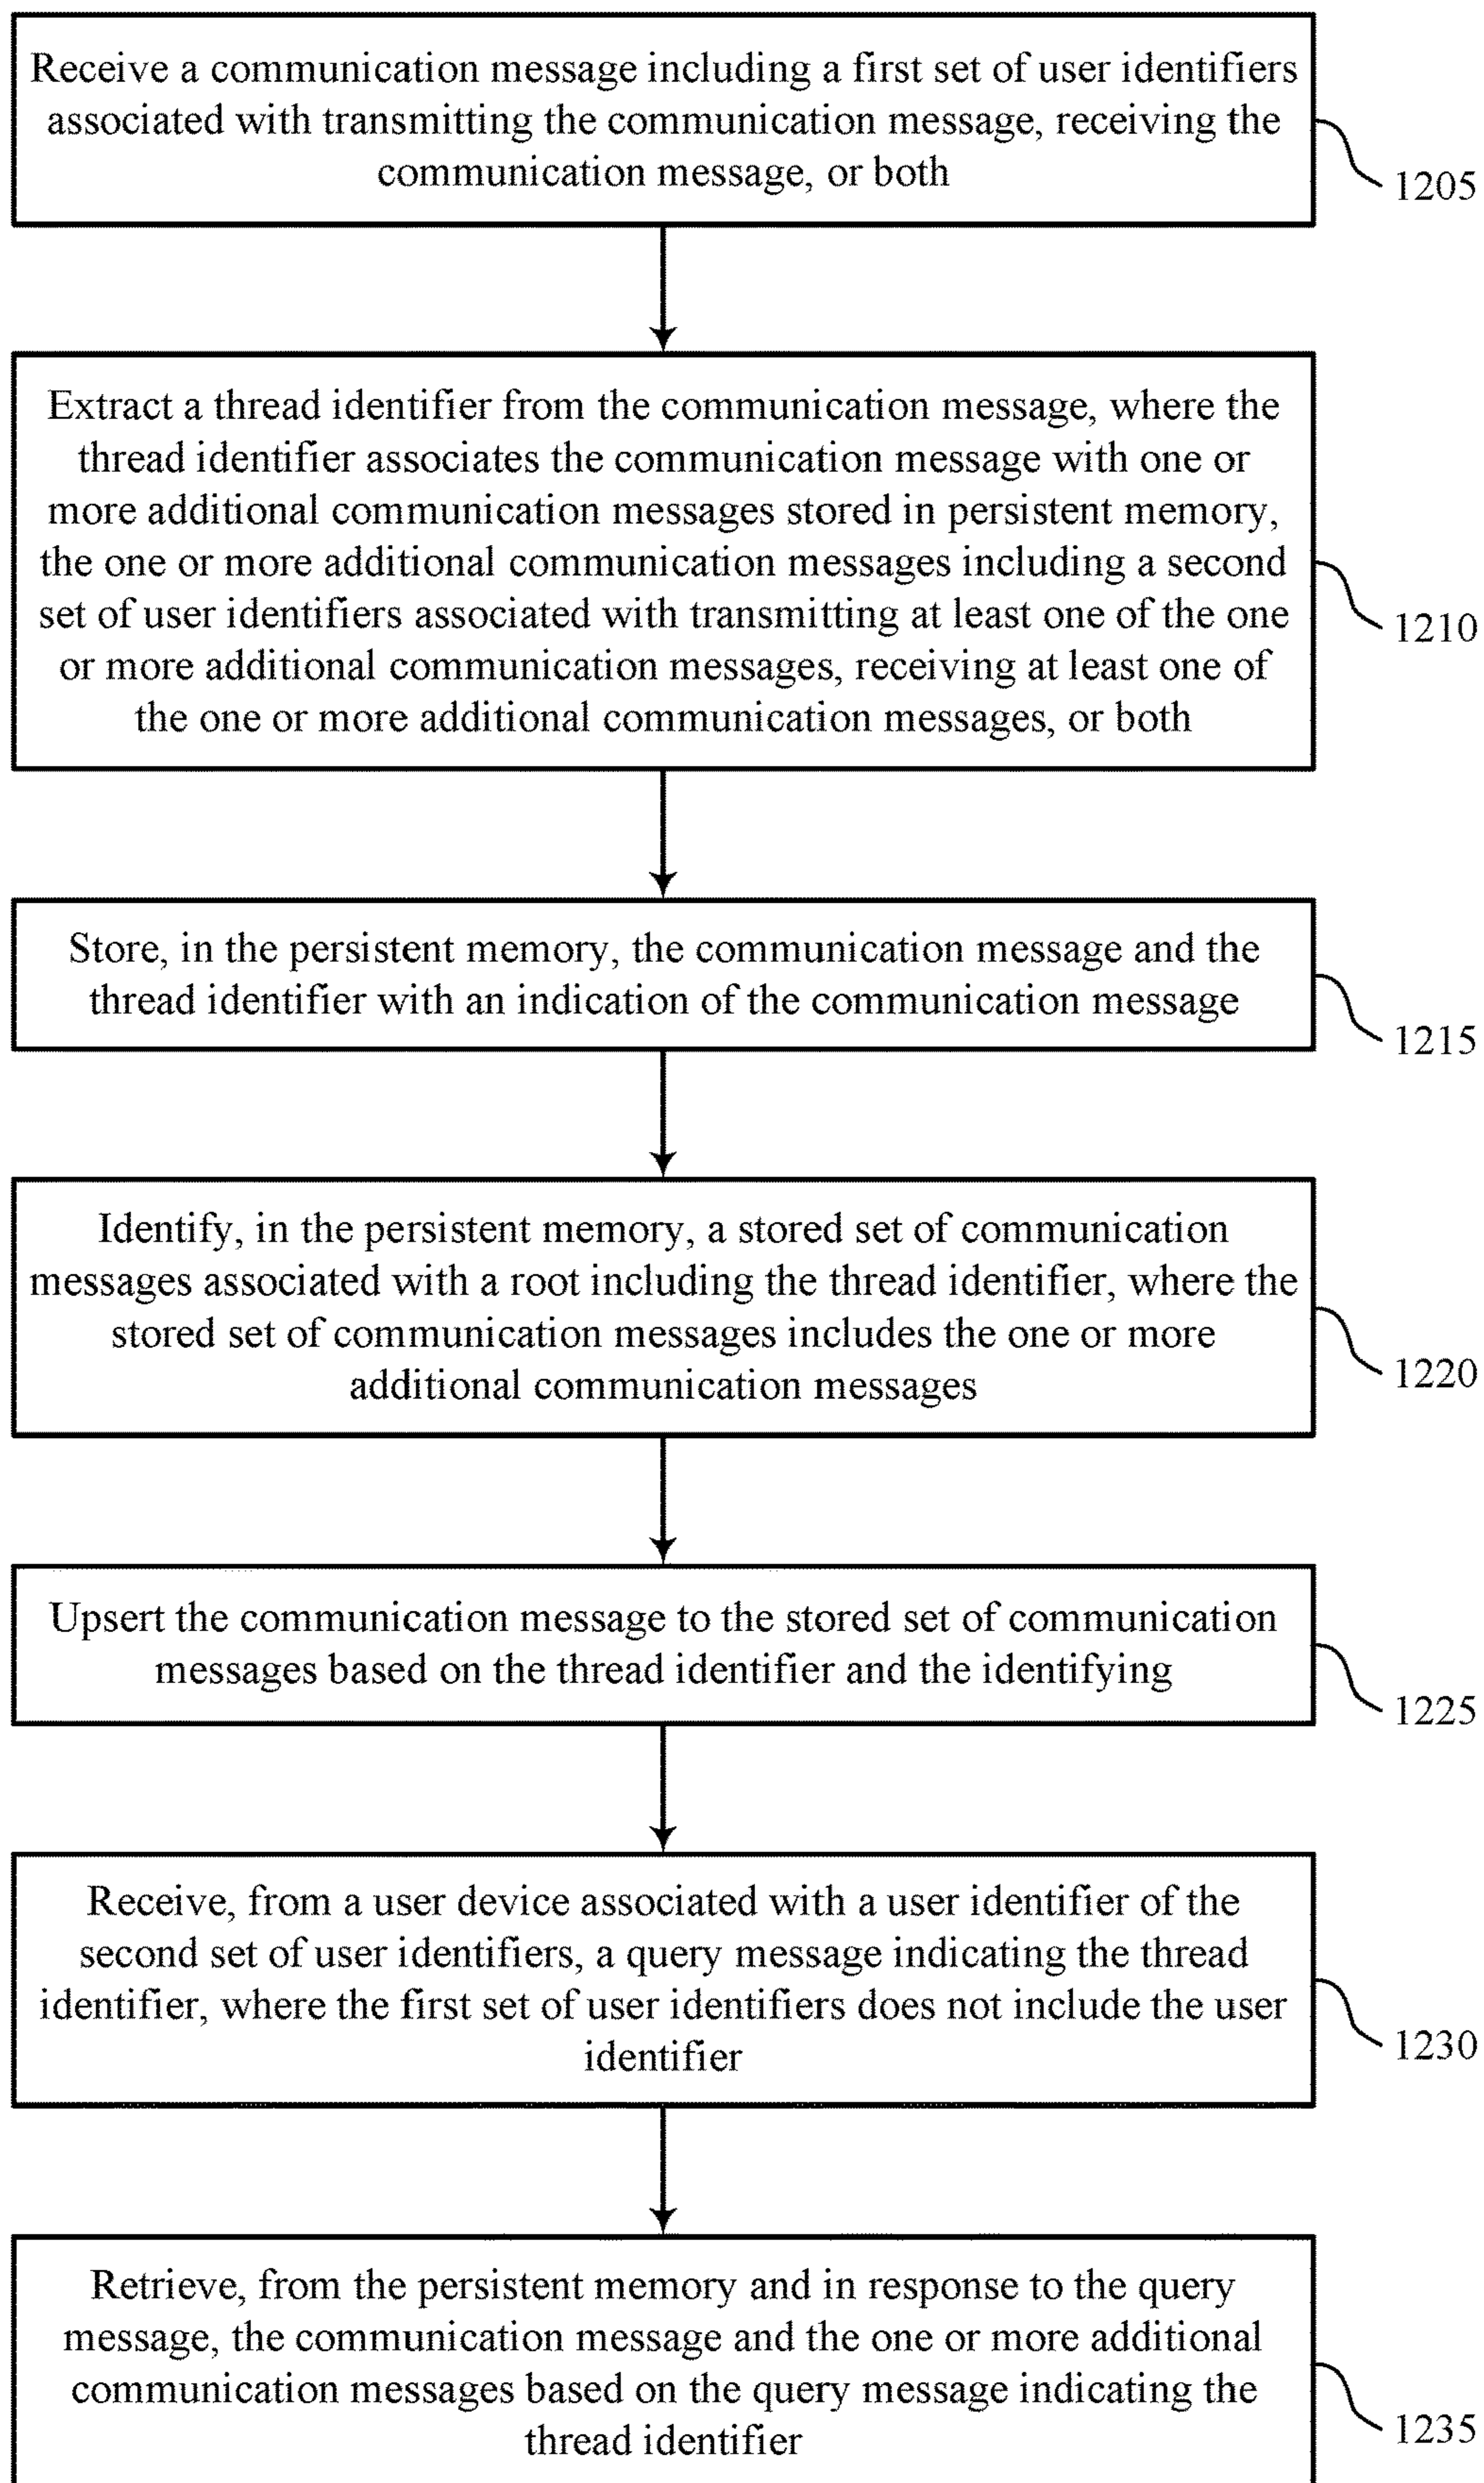 Receive a communication message including a first set of user identifiers
associated with transmitting the communication message, receiving the
communication message, or both
1205
Extract a thread identifier from the communication message, where the
thread identifier associates the communication message with one or
more additional communication messages stored in persistent memory,
the one or more additional communication messages including a second
set of user identifiers associated with transmitting at least one of the one
or more additional communication messages, receiving at least one of
the one or more additional communication messages, or both
1210
Store, in the persistent memory, the communication message and the
thread identifier with an indication of the communication message
1215
Identify, in the persistent memory, a stored set of communication
messages associated with a root including the thread identifier, where the
stored set of communication messages includes the one or more
additional communication messages
1220
Upsert the communication message to the stored set of communication
messages based on the thread identifier and the identifying
1225
Receive, from a user device associated with a user identifier of the
second set of user identifiers, a query message indicating the thread
identifier, where the first set of user identifiers does not include the user
identifier
1230
Retrieve, from the persistent memory and in response to the query
message, the communication message and the one or more additional
communication messages based on the query message indicating the
thread identifier
1235